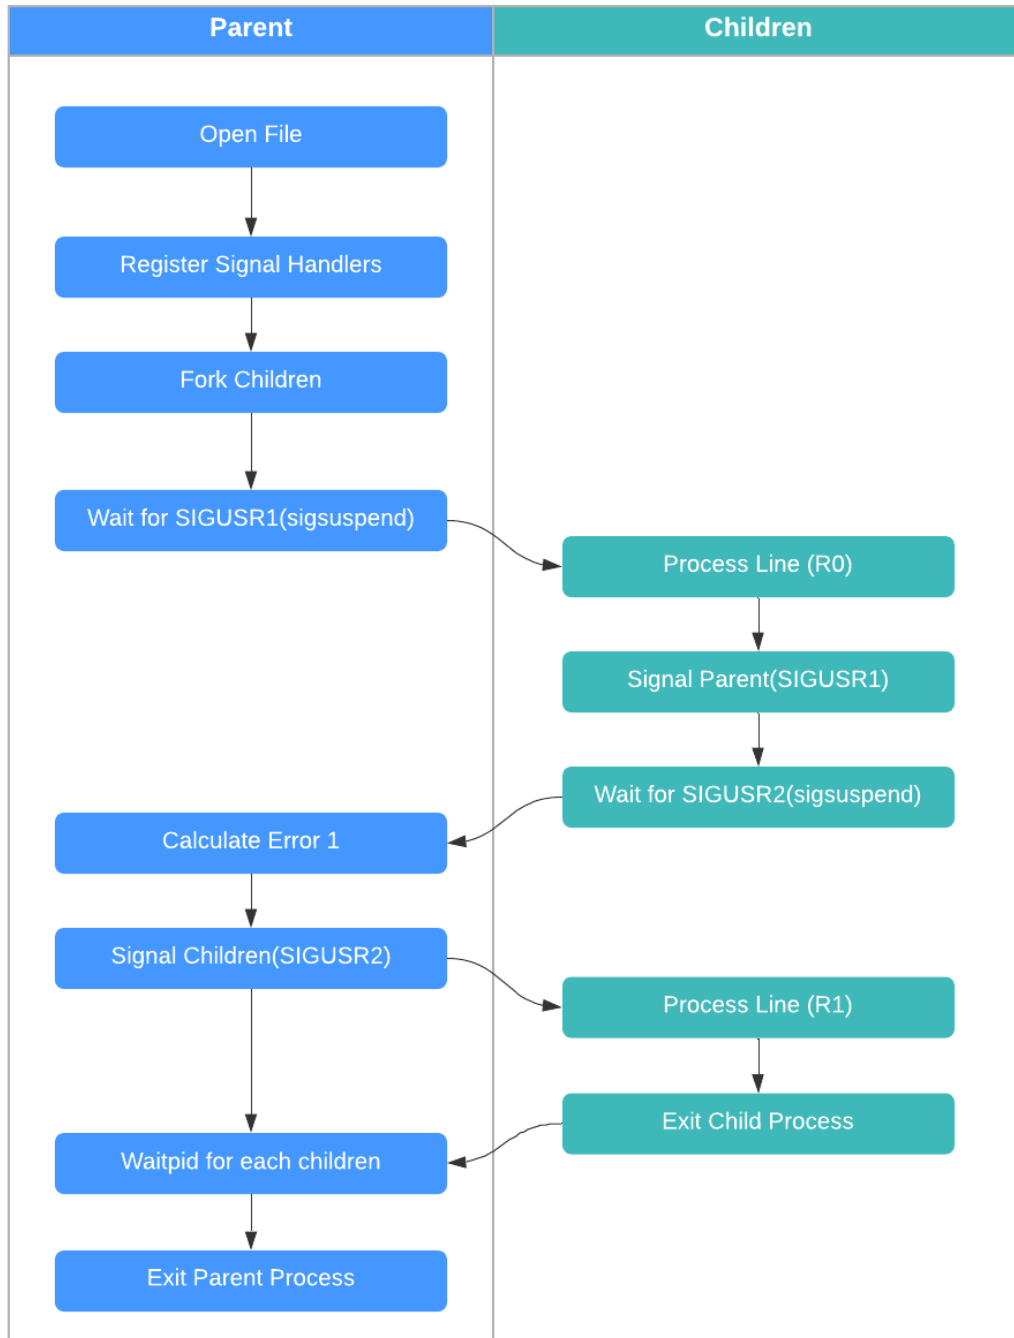 Parent
Children
Open File
Register Signal Handlers
Fork Children
Wait for SIGUSR1(sigsuspend)
Process Line (R0)
Signal Parent(SIGUSR1)
Wait for SIGUSR2(sigsuspend)
Calculate Error 1
Signal Children(SIGUSR2)
Process Line (R1)
Exit Child Process
Waitpid for each children
Exit Parent Process